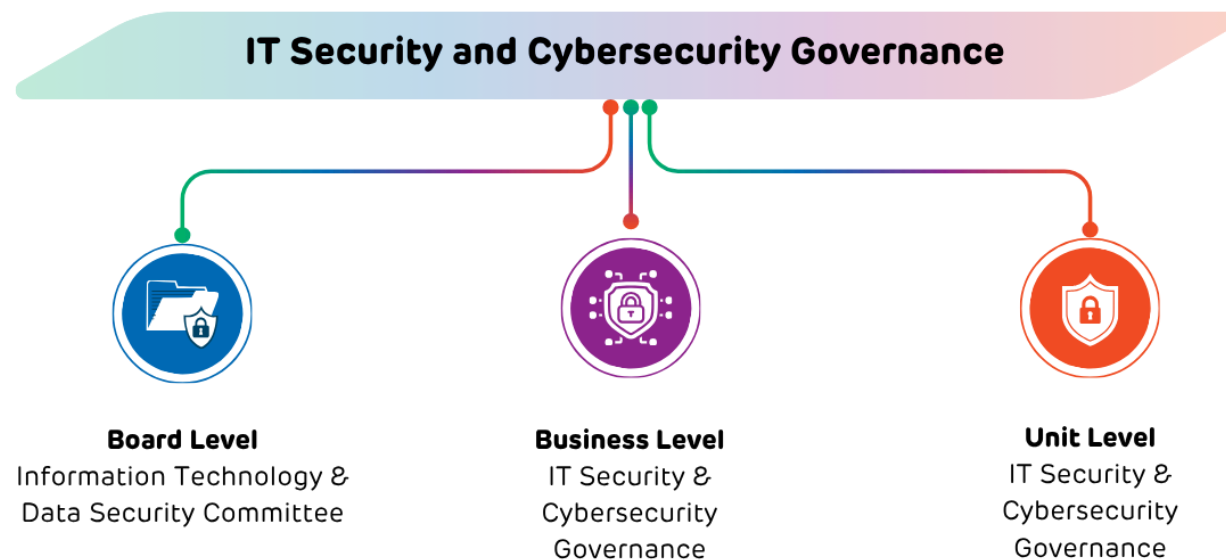 IT Security and Cybersecurity Governance
Board Level
Information Technology &
Data Security Committee
Business Level
IT Security &
Cybersecurity
Governance
Unit Level
IT Security &
Cybersecurity
Governance